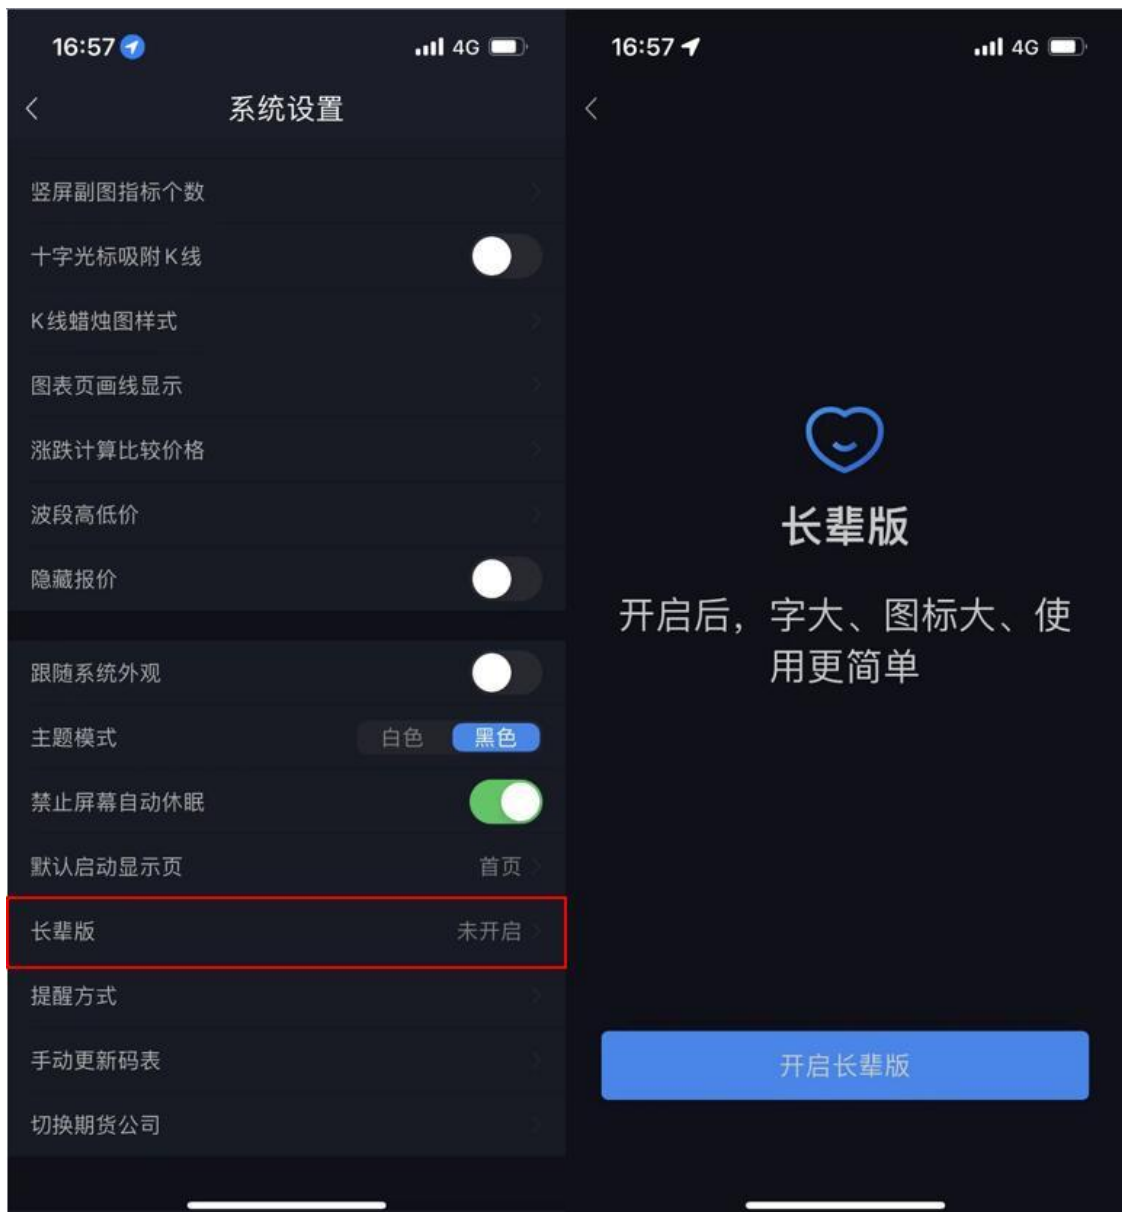 16:57
4G
系统设置
竖屏副图指标个数
十字光标吸附K线
K线蜡烛图样式
图表页画线显示
涨跌计算比较价格
波段高低价
隐藏报价
跟随系统外观
主题模式 白色 黑色
禁止屏幕自动休眠
默认启动显示页 首页
长辈版 未开启
提醒方式
手动更新码表
切换期货公司
16:57
4G
长辈版
开启后，字大、图标大、使
用更简单
开启长辈版